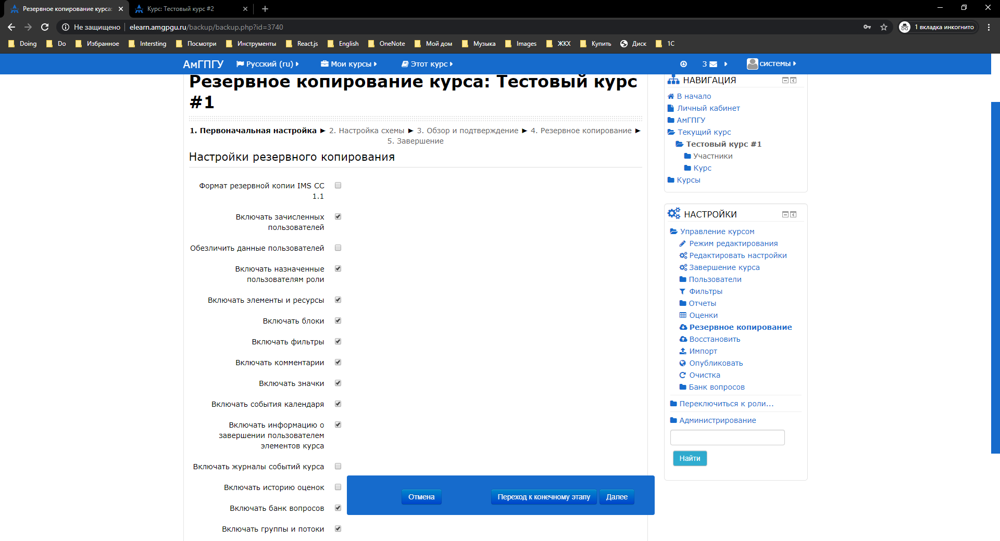 Резервное копирование курса:
Курс: Тестовый курс #2
Не защищено
elearn.amgpgu.ru/backup/backup.php?id=3740
1 вкладка инкогнито
Doing
Do
Избранное
Intersting
Посмотри
Инструменты
React.js
English
OneNote
Мой дом
Музыка
Images
ЖКХ
Купить
Диск
1С
АмГПГУ
Русский (ru)
Мои курсы
Этот курс
3
системы
Резервное копирование курса: Тестовый курс
#1
1. Первоначальная настройка ► 2. Настройка схемы ► 3. Обзор и подтверждение ► 4. Резервное копирование ►
5. Завершение
Настройки резервного копирования
Формат резервной копии IMS CC
1.1
Включать зачисленных
пользователей
Обезличить данные пользователей
Включать назначенные
пользователям роли
Включать элементы и ресурсы
Включать блоки
Включать фильтры
Включать комментарии
Включать значки
Включать события календаря
Включать информацию о
завершении пользователем
элементов курса
Включать журналы событий курса
Включать историю оценок
Включать банк вопросов
Включать группы и потоки
Отмена
Переход к конечному этапу
Далее
НАВИГАЦИЯ
В начало
Личный кабинет
АмГПГУ
Текущий курс
Тестовый курс #1
Участники
Курс
Курсы
НАСТРОЙКИ
Управление курсом
Режим редактирования
Редактировать настройки
Завершение курса
Пользователи
Фильтры
Отчеты
Оценки
Резервное копирование
Восстановить
Импорт
Опубликовать
Очистка
Банк вопросов
Переключиться к роли...
Администрирование
Найти